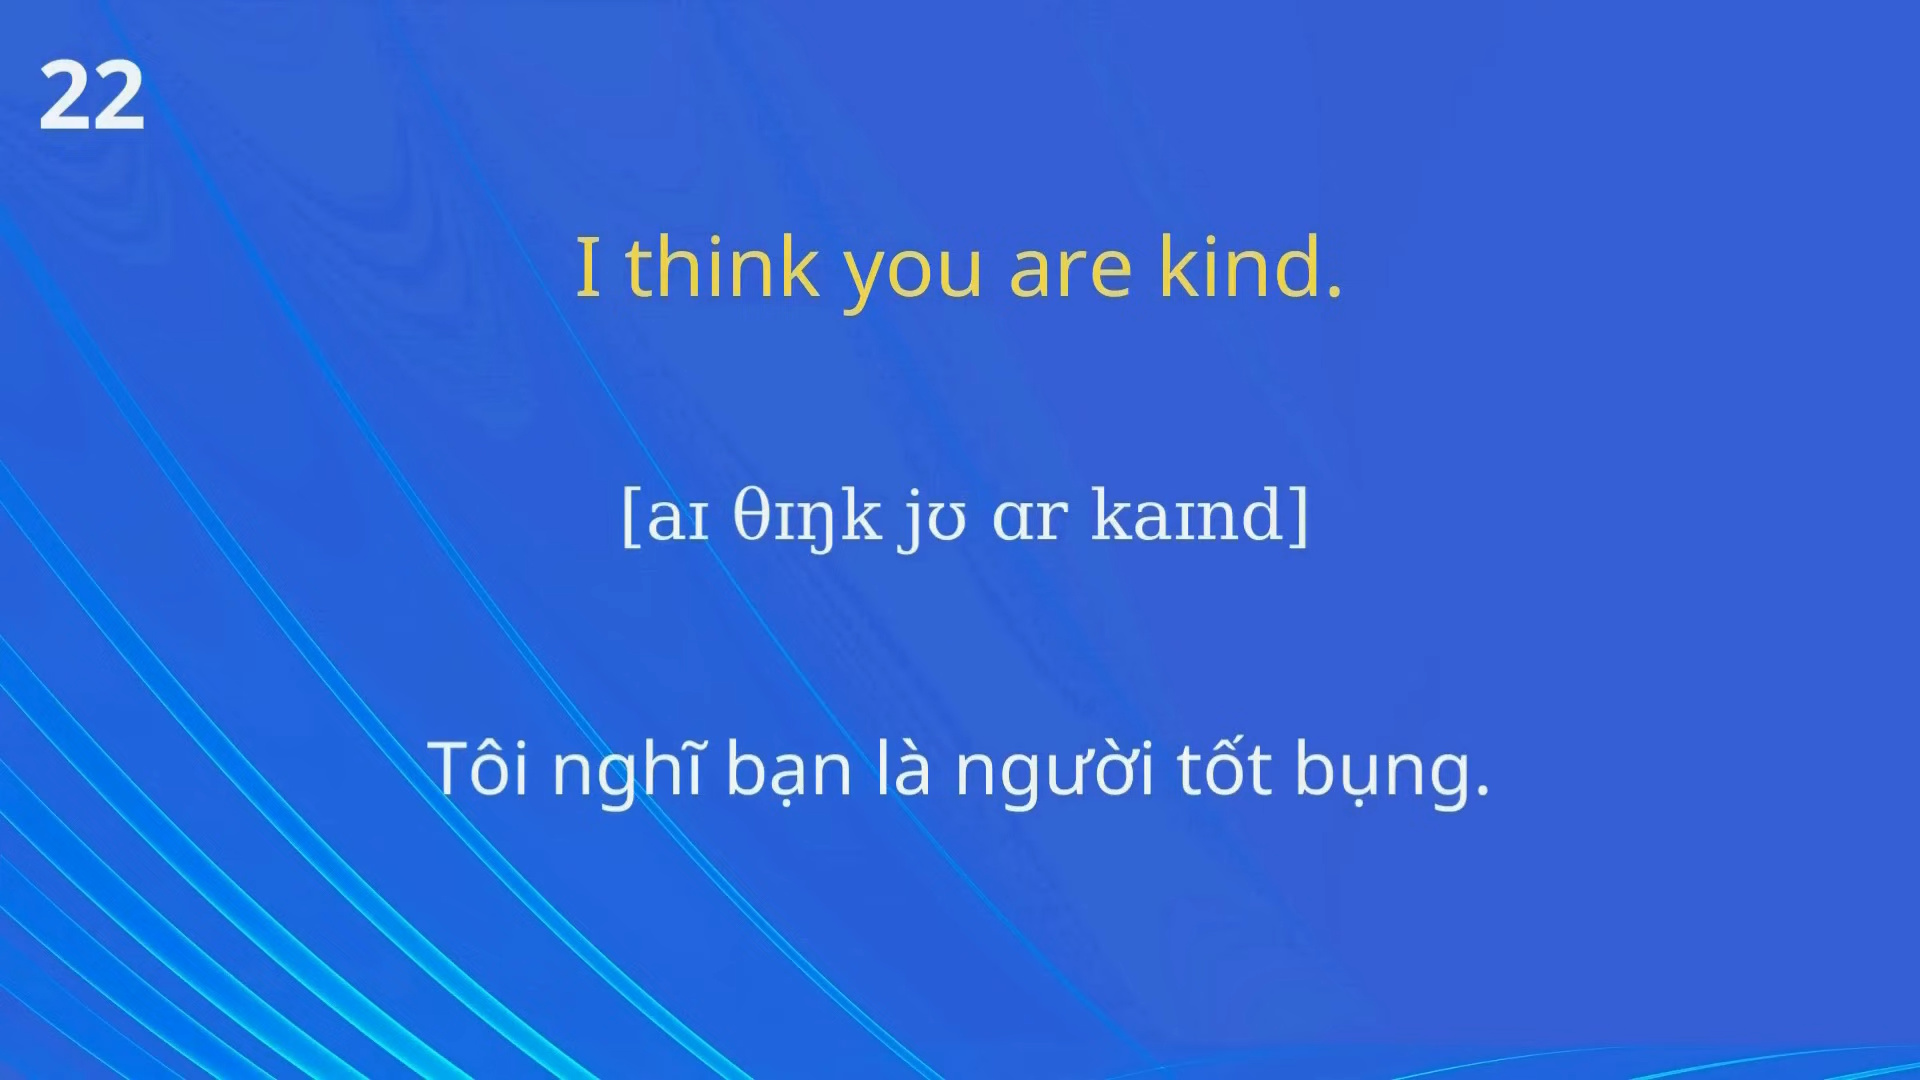 22
I think you are kind.
[aɪ θɪŋk jʊ ɑr kaɪnd]
Tôi nghĩ bạn là người tốt bụng.